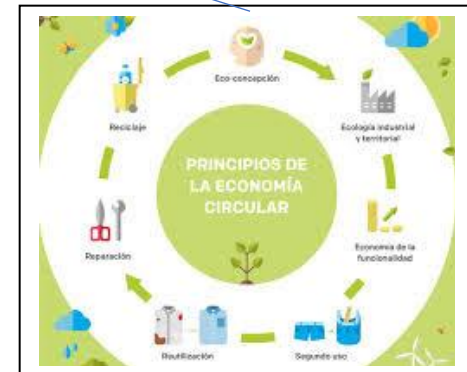 Eco-concepción
Reciclaje
Ecología industrial
y territorial
PRINCIPIOS DE
LA ECONOMÍA
CIRCULAR
Reparación
Economía de la
funcionalidad
Reutilización
Segundo uso